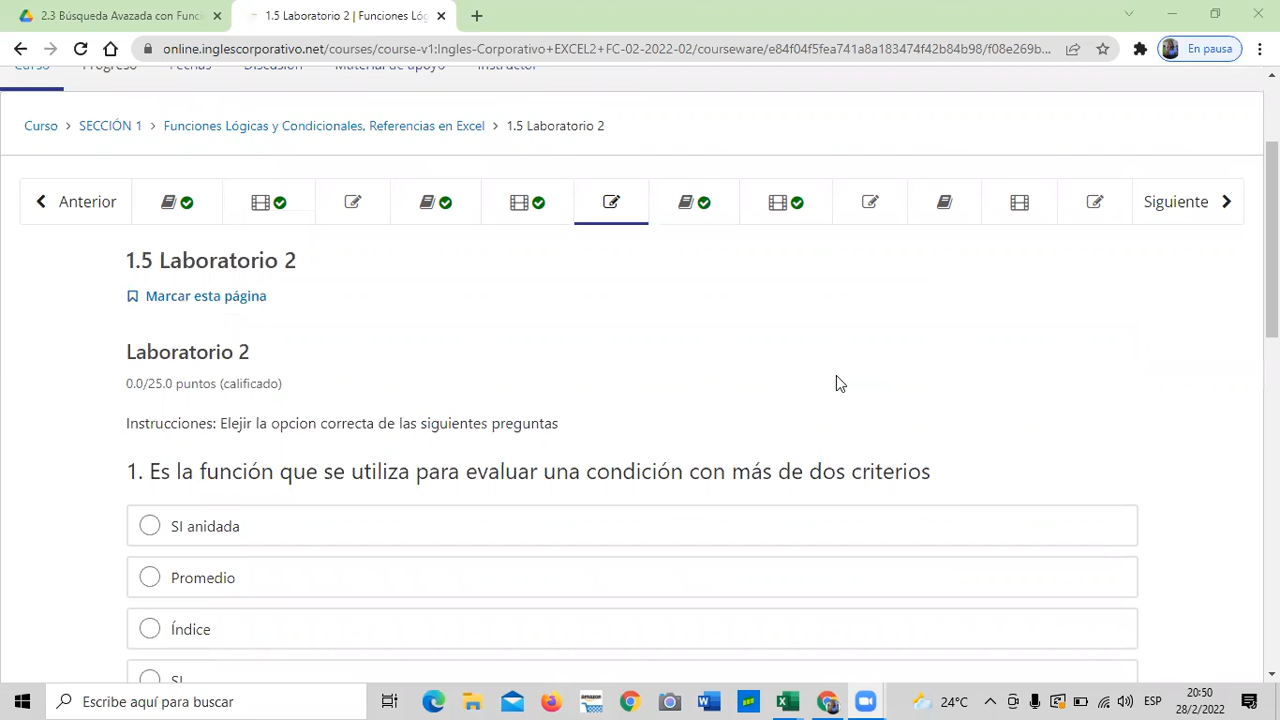 2.3 Búsqueda Avazada con Funci
1.5 Laboratorio 2 | Funciones Lóg
online.inglescorporativo.net/courses/course-v1:Ingles-Corporativo+EXCEL2+FC-02-2022-02/courseware/e84f04f5fea741a8a183474f42b84b98/f08e269b...
En pausa
Curso Progreso Fechas Discusión Material de apoyo Instructor
Curso > SECCIÓN 1 > Funciones Lógicas y Condicionales, Referencias en Excel > 1.5 Laboratorio 2
Anterior
Siguiente
1.5 Laboratorio 2
Marcar esta página
Laboratorio 2
0.0/25.0 puntos (calificado)
Instrucciones: Elejir la opcion correcta de las siguientes preguntas
1. Es la función que se utiliza para evaluar una condición con más de dos criterios
SI anidada
Promedio
Índice
SI
Escribe aquí para buscar
amazon
24°C
ESP
20:50
28/2/2022